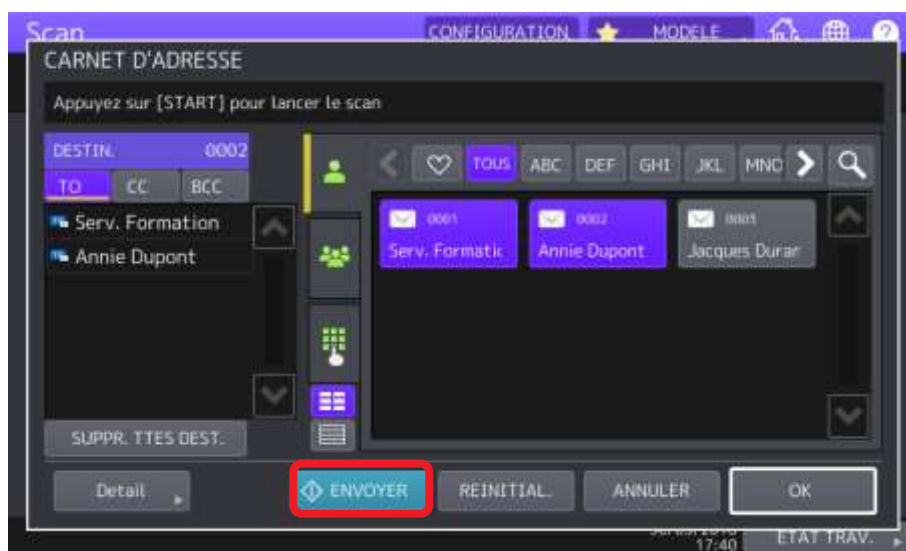 Scan
CONFIGURATION
MODELE
?
CARNET D'ADRESSE
Appuyez sur [START] pour lancer le scan
DESTIN. 0002
TO CC BCC
Serv. Formation
Annie Dupont
SUPPR. TTES DEST.
TOUS ABC DEF GHI JKL MNO
0001
Serv. Formatic
0002
Annie Dupont
0003
Jacques Durar
Detail
ENVOYER
REINITIAL.
ANNULER
OK
17:40
ETAT TRAV.